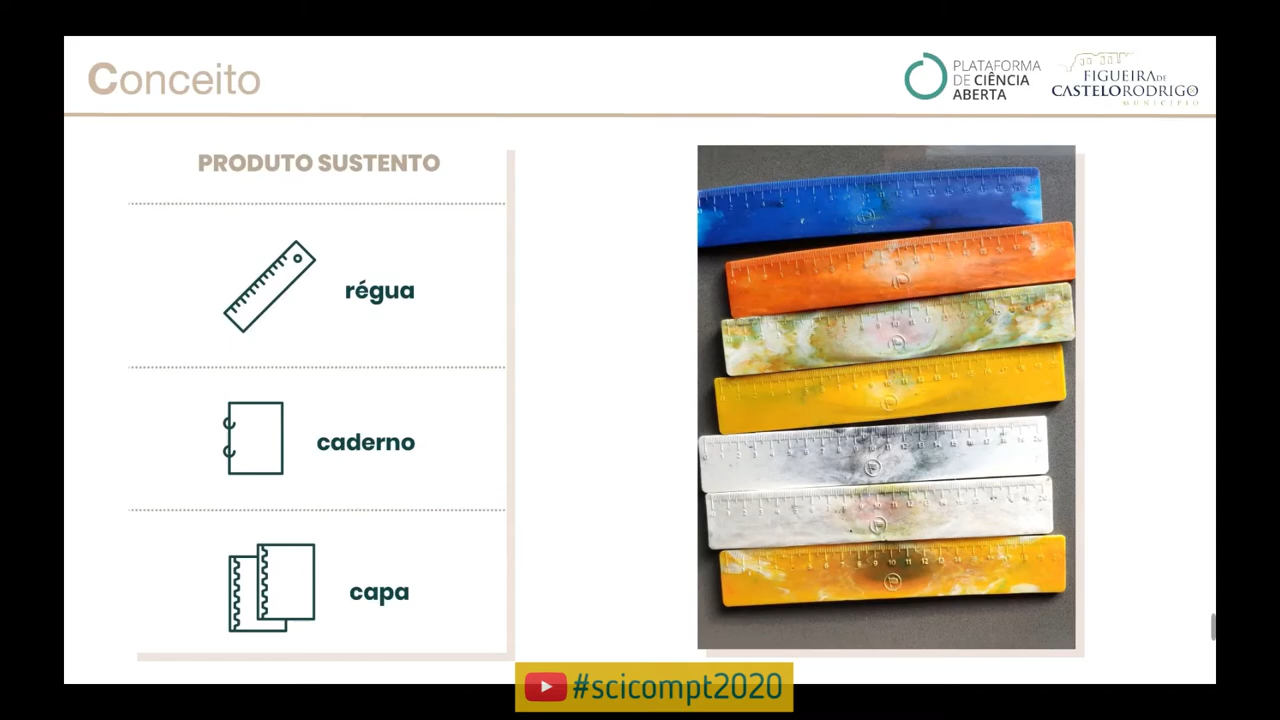 Conceito
PLATAFORMA
DE CIÊNCIA
ABERTA
FIGUEIRA DE
CASTELO RODRIGO
MUNICÍPIO
PRODUTO SUSTENTO
régua
caderno
capa
#scicompt2020